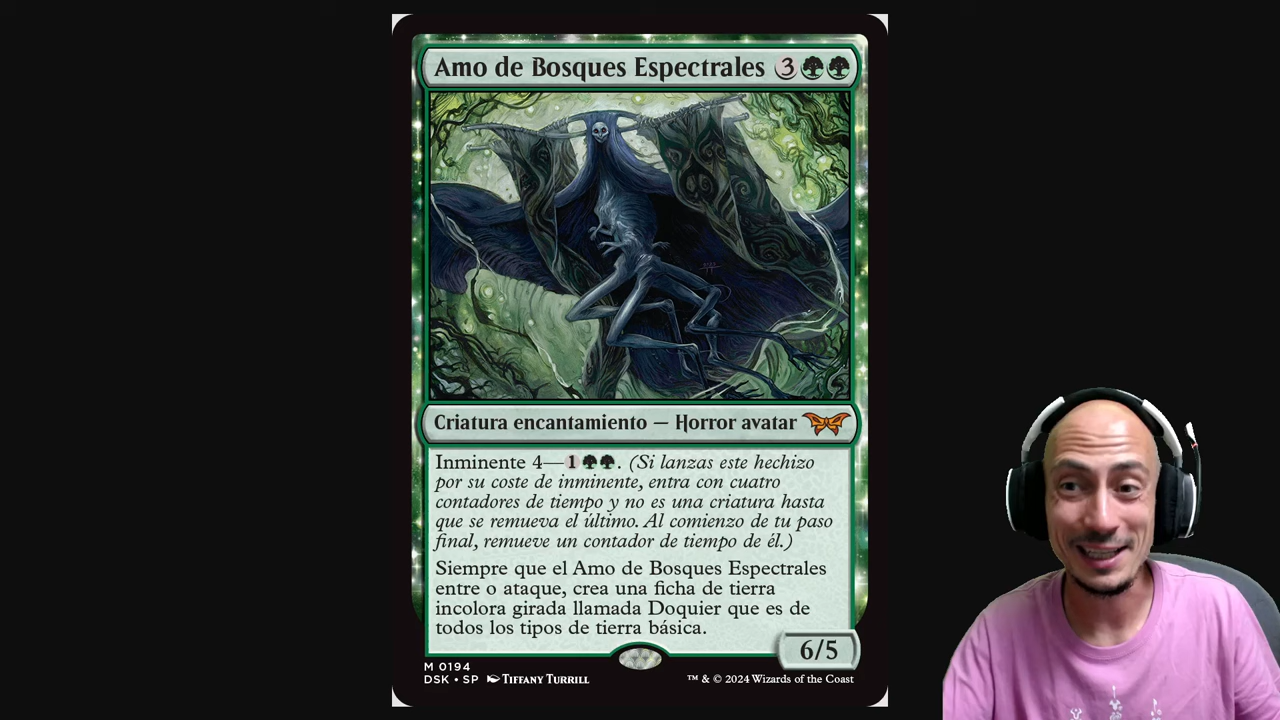 Amo de Bosques Espectrales 3
Criatura encantamiento — Horror avatar
Inminente 4—1. (Si lanzas este hechizo
por su coste de inminente, entra con cuatro
contadores de tiempo y no es una criatura hasta
que se remueva el último. Al comienzo de tu paso
final, remueve un contador de tiempo de él.)
Siempre que el Amo de Bosques Espectrales
entre o ataque, crea una ficha de tierra
incolora girada llamada Doquier que es de
todos los tipos de tierra básica.
6/5
M 0194
DSK • SP TIFFANY TURRILL
™ & © 2024 Wizards of the Coast